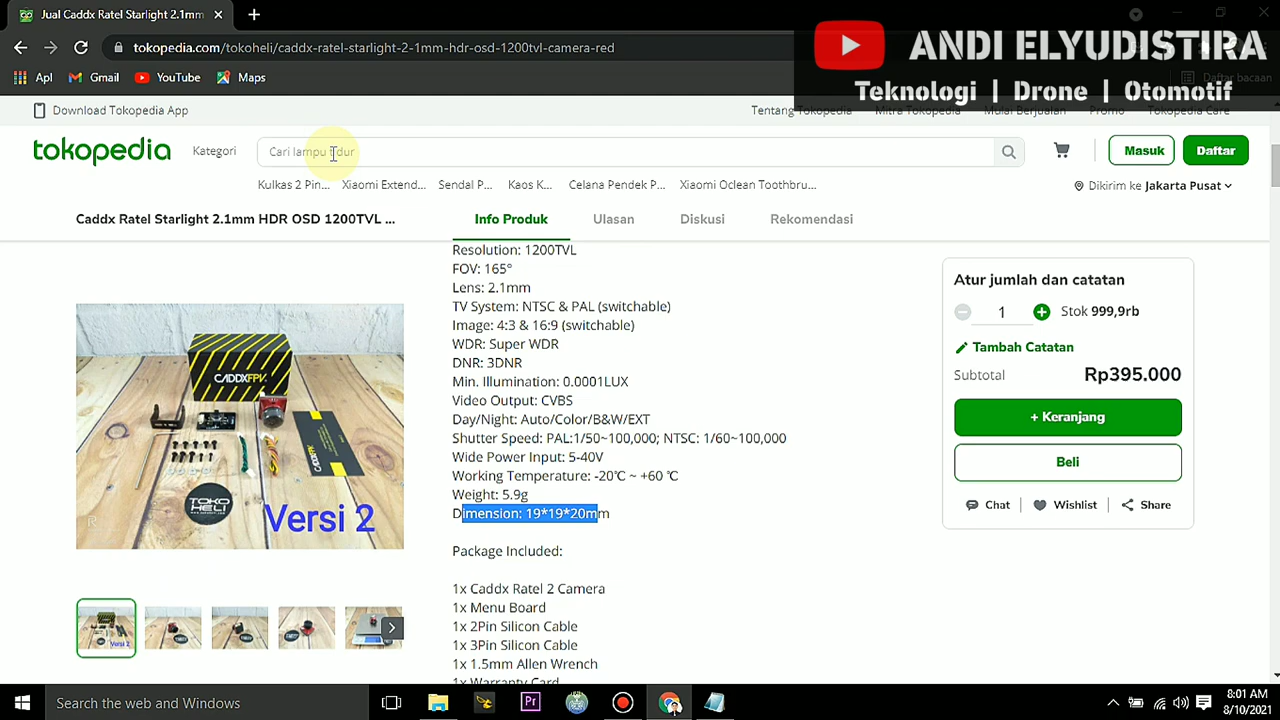 Jual Caddx Ratel Starlight 2.1mm
tokopedia.com/tokoheli/caddx-ratel-starlight-2-1mm-hdr-osd-1200tvl-camera-red
Apl Gmail YouTube Maps
Daftar bacaan
ANDI ELYUDISTIRA
Teknologi | Drone | Otomotif
Download Tokopedia App
Tentang Tokopedia Mitra Tokopedia Mulai Berjualan Promo Tokopedia Care
tokopedia
Kategori
Cari lampu tidur
Masuk
Daftar
Kulkas 2 Pin... Xiaomi Extend... Sendal P... Kaos K... Celana Pendek P... Xiaomi Oclean Toothbru...
Dikirim ke Jakarta Pusat
Caddx Ratel Starlight 2.1mm HDR OSD 1200TVL ...
Info Produk
Ulasan
Diskusi
Rekomendasi
Resolution: 1200TVL
FOV: 165°
Lens: 2.1mm
TV System: NTSC & PAL (switchable)
Image: 4:3 & 16:9 (switchable)
WDR: Super WDR
DNR: 3DNR
Min. Illumination: 0.0001LUX
Video Output: CVBS
Day/Night: Auto/Color/B&W/EXT
Shutter Speed: PAL:1/50~100,000; NTSC: 1/60~100,000
Wide Power Input: 5-40V
Working Temperature: -20℃ ~ +60 ℃
Weight: 5.9g
Dimension: 19*19*20mm
Package Included:
1x Caddx Ratel 2 Camera
1x Menu Board
1x 2Pin Silicon Cable
1x 3Pin Silicon Cable
1x 1.5mm Allen Wrench
1x Warranty Card
CADDXFPV
CADDXFPV
TOKO
HELI
Versi 2
Versi 2
Atur jumlah dan catatan
1
Stok 999,9rb
Tambah Catatan
Subtotal
Rp395.000
+ Keranjang
Beli
Chat
Wishlist
Share
Search the web and Windows
Pr
8:01 AM
8/10/2021